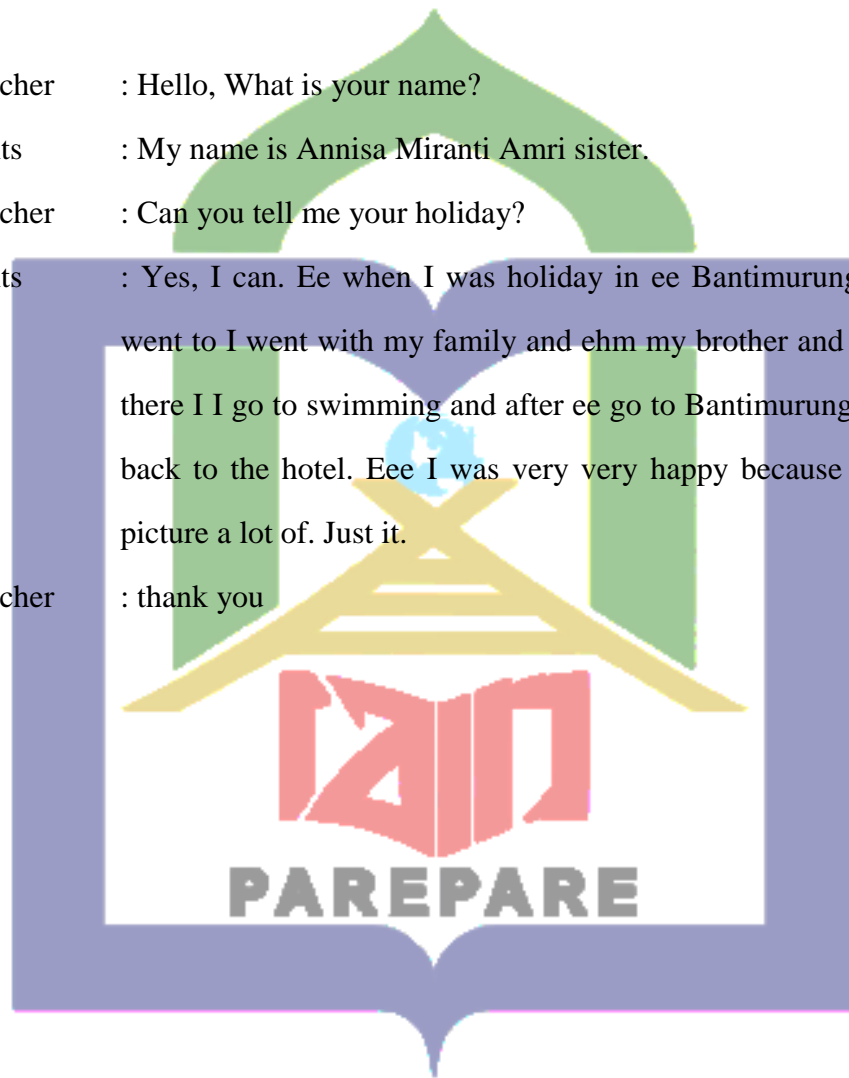 cher : Hello, What is your name?
ts : My name is Annisa Miranti Amri sister.
cher : Can you tell me your holiday?
ts : Yes, I can. Ee when I was holiday in ee Bantimurung
went to I went with my family and ehm my brother and
there I I go to swimming and after ee go to Bantimurung
back to the hotel. Eee I was very very happy because
picture a lot of. Just it.
cher : thank you
iain
PAREPARE